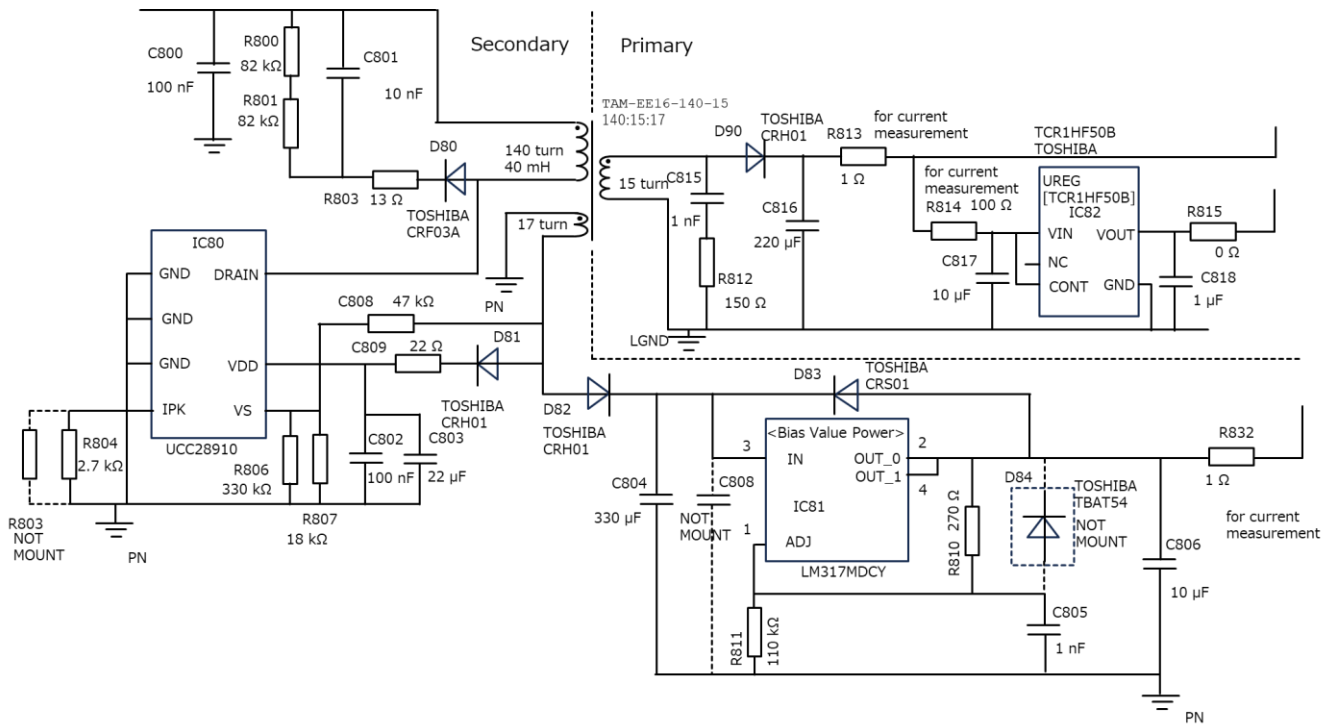 Secondary
Primary
C800
100 nF
R800
82 kΩ
R801
82 kΩ
C801
10 nF
TAM-EE16-140-15
140:15:17
140 turn
40 mH
15 turn
17 turn
D80
TOSHIBA
CRF03A
R803
13 Ω
D90
TOSHIBA
CRH01
R813
1 Ω
for current
measurement
TCR1HF50B
TOSHIBA
for current
measurement
R814
100 Ω
UREG
[TCR1HF50B]
IC82
VIN
VOUT
NC
CONT
GND
R815
0 Ω
C815
1 nF
R812
150 Ω
C816
220 µF
C817
10 µF
C818
1 µF
LGND
PN
IC80
GND
DRAIN
GND
GND
VDD
IPK
VS
UCC28910
C808
47 kΩ
C809
22 Ω
D81
TOSHIBA
CRH01
R804
2.7 kΩ
R803
NOT
MOUNT
PN
R806
330 kΩ
R807
18 kΩ
C802
100 nF
C803
22 µF
D82
TOSHIBA
CRH01
D83
TOSHIBA
CRS01
C804
330 µF
C808
NOT
MOUNT
<Bias Value Power>
3
IN
OUT_0
2
OUT_1
4
IC81
1
ADJ
LM317MDCY
R810 270 Ω
D84
TOSHIBA
TBAT54
NOT
MOUNT
R811
110 kΩ
C805
1 nF
C806
10 µF
R832
1 Ω
for current
measurement
PN